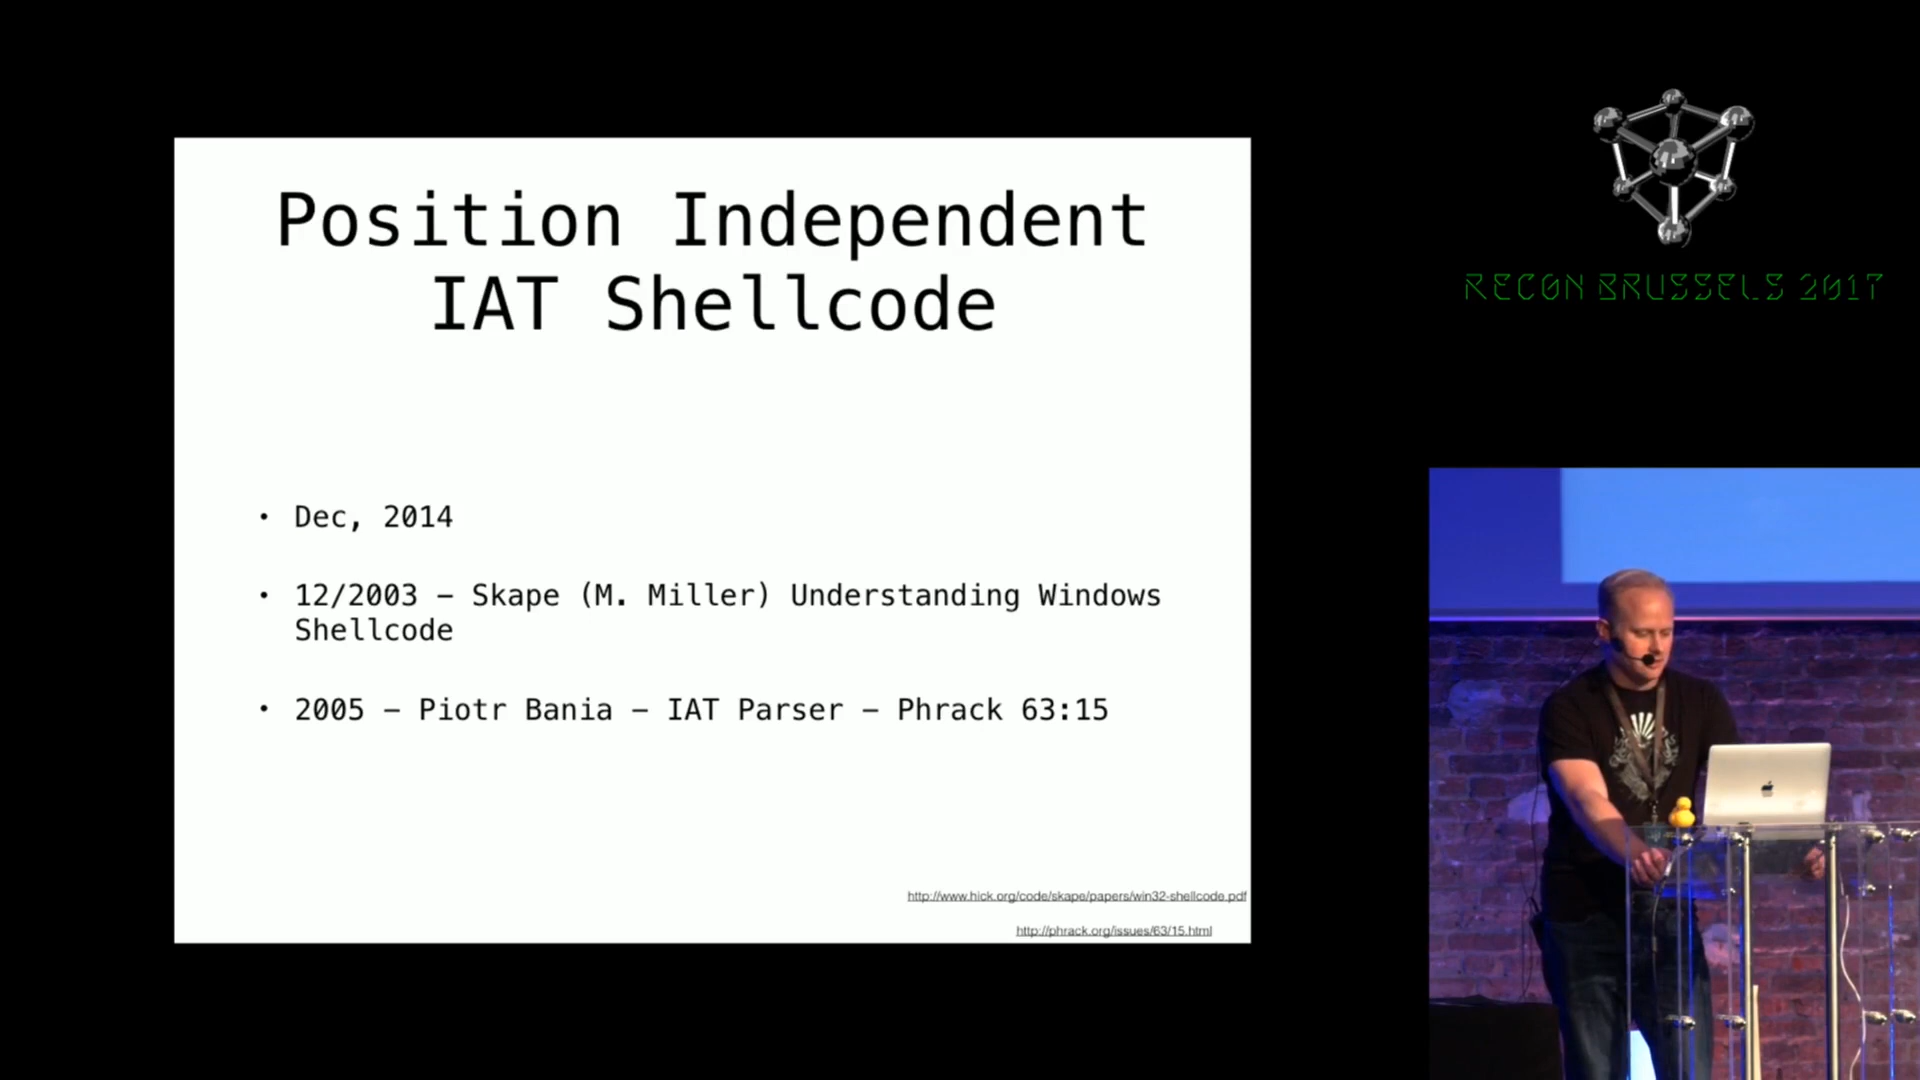 Position Independent
IAT Shellcode
• Dec, 2014
• 12/2003 – Skape (M. Miller) Understanding Windows
Shellcode
• 2005 – Piotr Bania – IAT Parser – Phrack 63:15
http://www.hick.org/code/skape/papers/win32-shellcode.pdf
http://phrack.org/issues/63/15.html
RECON BRUSSELS 2017